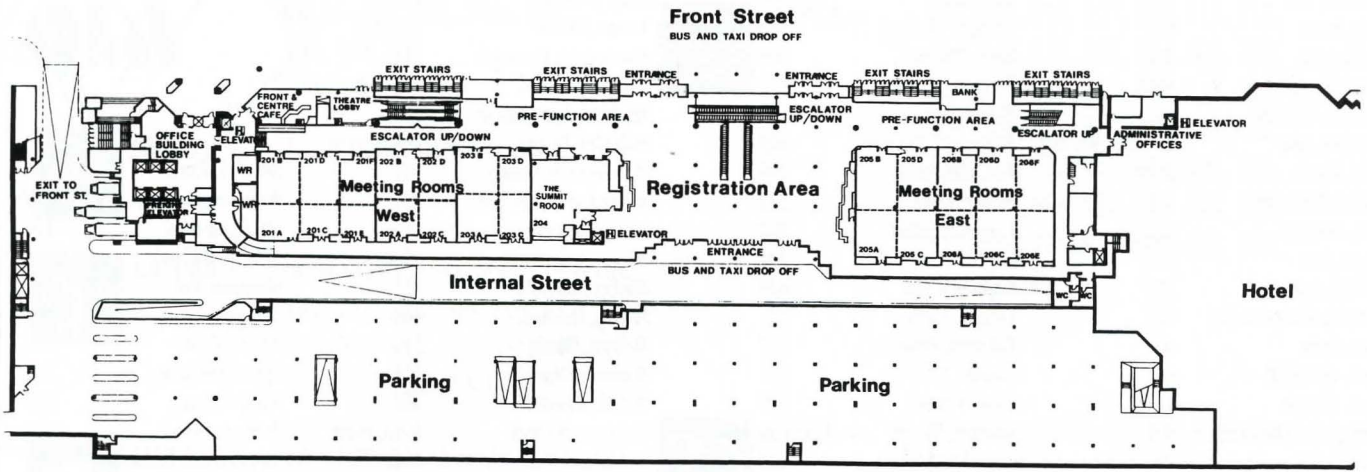 Front Street
BUS AND TAXI DROP OFF
EXIT STAIRS
EXIT STAIRS
ENTRANCE
ENTRANCE
EXIT STAIRS
EXIT STAIRS
FRONT &
CENTRE
CAFE
THEATRE
LOBBY
BANK
PRE-FUNCTION AREA
ESCALATOR
UP/DOWN
PRE-FUNCTION AREA
ELEVATOR
ESCALATOR UP/DOWN
ESCALATOR UP
ADMINISTRATIVE
OFFICES
ELEVATOR
OFFICE
BUILDING
LOBBY
EXIT TO
FRONT ST.
FREIGHT
ELEVATOR
WR
WR
201 B
201 D
201F
202 B
202 D
203 B
203 D
Meeting Rooms
West
THE
SUMMIT
ROOM
204
201 A
201 C
201 E
202 A
202 C
203 A
203 C
ELEVATOR
Registration Area
205 B
205 D
206B
206D
206F
Meeting Rooms
East
205A
205 C
206A
206C
206E
ENTRANCE
BUS AND TAXI DROP OFF
Internal Street
WC
WC
Hotel
Parking
Parking